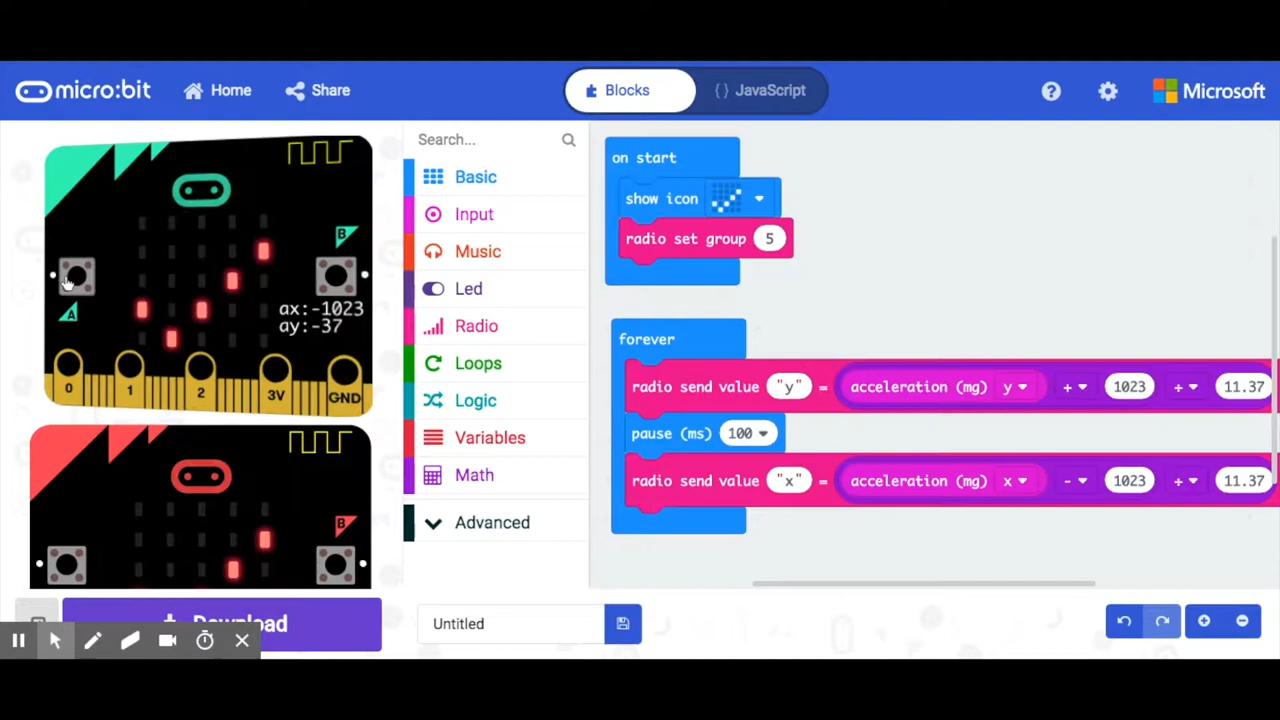 micro:bit Home Share Blocks {} JavaScript ? Microsoft
B
A
ax:-1023
ay:-37
0 1 2 3V GND
B
Download
Search...
Basic
Input
Music
Led
Radio
Loops
Logic
Variables
Math
Advanced
on start
show icon
radio set group 5
forever
radio send value "y" = acceleration (mg) y + 1023 ÷ 11.37
pause (ms) 100
radio send value "x" = acceleration (mg) x - 1023 ÷ 11.37
Untitled